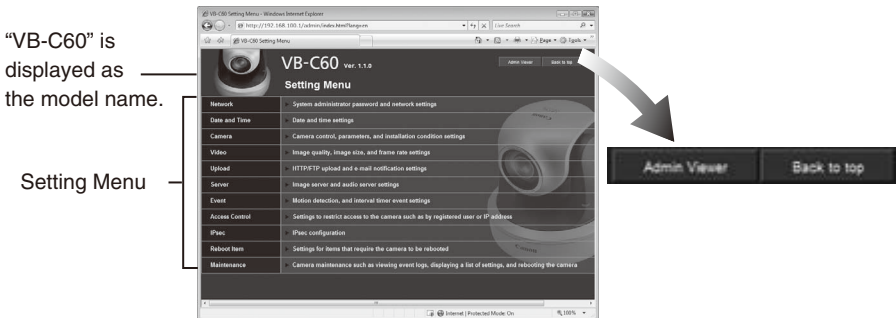 VB-C60 Setting Menu - Windows Internet Explorer
http://192.168.100.1/admin/index.html?lang=en
Live Search
VB-C60 Setting Menu
Page
Tools
“VB-C60” is
displayed as
the model name.
VB-C60 Ver. 1.1.0
Admin Viewer
Back to top
Setting Menu
Setting Menu
Network
System administrator password and network settings
Date and Time
Date and time settings
Camera
Camera control, parameters, and installation condition settings
Video
Image quality, image size, and frame rate settings
Upload
HTTP/FTP upload and e-mail notification settings
Server
Image server and audio server settings
Event
Motion detection, and interval timer event settings
Access Control
Settings to restrict access to the camera such as by registered user or IP address
IPsec
IPsec configuration
Reboot Item
Settings for items that require the camera to be rebooted
Maintenance
Camera maintenance such as viewing event logs, displaying a list of settings, and rebooting the camera
Internet | Protected Mode: On
100%
Admin Viewer
Back to top
Canon